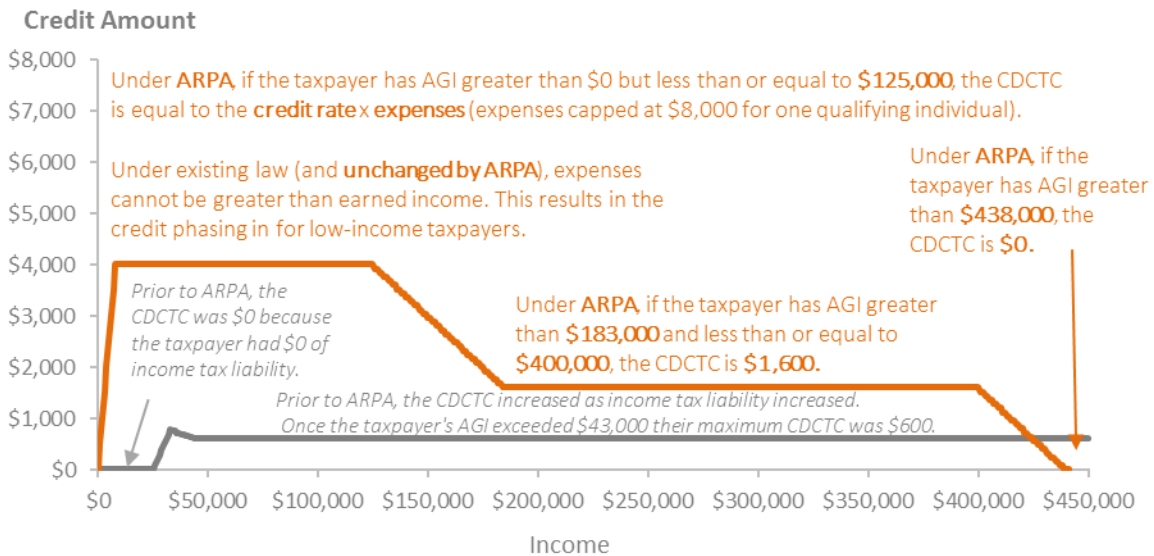 Credit Amount
$8,000
$7,000
$6,000
$5,000
$4,000
$3,000
$2,000
$1,000
$0
Under ARPA, if the taxpayer has AGI greater than $0 but less than or equal to $125,000, the CDCTC
is equal to the credit rate x expenses (expenses capped at $8,000 for one qualifying individual).
Under existing law (and unchanged by ARPA), expenses
cannot be greater than earned income. This results in the
credit phasing in for low-income taxpayers.
Under ARPA, if the
taxpayer has AGI greater
than $438,000, the
CDCTC is $0.
Prior to ARPA, the
CDCTC was $0 because
the taxpayer had $0 of
income tax liability.
Under ARPA, if the taxpayer has AGI greater
than $183,000 and less than or equal to
$400,000, the CDCTC is $1,600.
Prior to ARPA, the CDCTC increased as income tax liability increased.
Once the taxpayer's AGI exceeded $43,000 their maximum CDCTC was $600.
$0 $50,000 $100,000 $150,000 $200,000 $250,000 $300,000 $350,000 $400,000 $450,000
Income